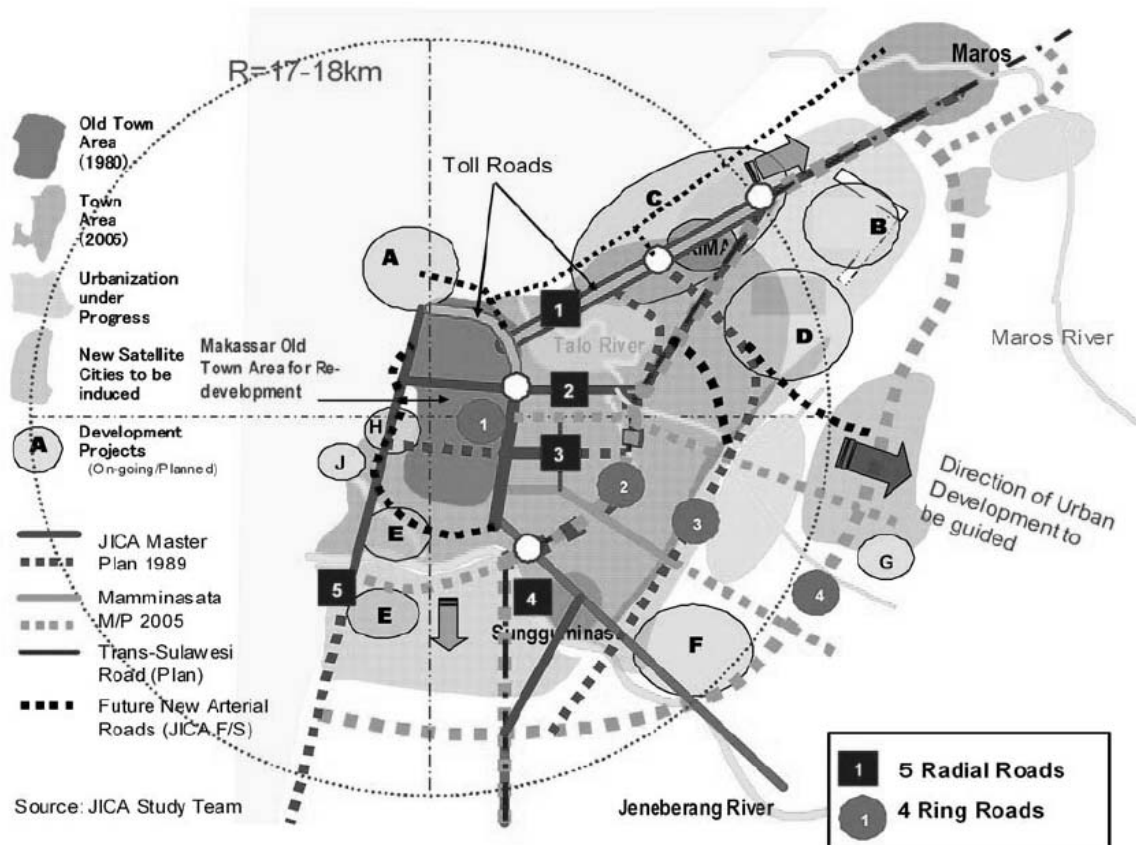 R=17-18km
Maros
Old Town
Area
(1980)
Town
Area
(2005)
Urbanization
under
Progress
New Satellite
Cities to be
induced
A
Development
Projects
(On-going/Planned)
JICA Master
Plan 1989
Mamminasata
M/P 2005
Trans-Sulawesi
Road (Plan)
Future New Arterial
Roads (JICA F/S)
Source: JICA Study Team
Toll Roads
C
A
B
1
D
Talo River
Maros River
Makassar Old
Town Area for Re-
development
2
1
H
3
J
2
3
E
G
Direction of Urban
Development to
be guided
5
E
4
4
Sungguminasa
F
Jeneberang River
1
5 Radial Roads
1
4 Ring Roads